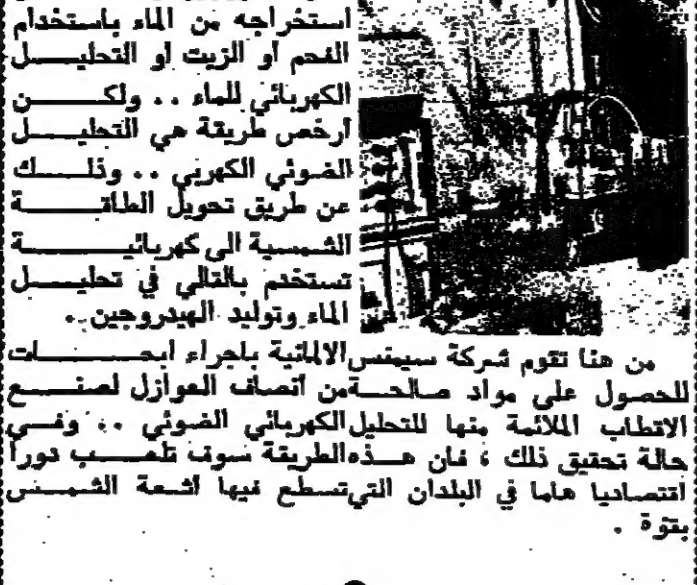 استخراجه من الماء باستخدام
الفحم أو الزيت او التحليل
الكهربائي للماء .. ولكن
أرخص طريقة هي التحليل
الضوئي الكهربي .. وذلك
عن طريق تحويل الطاقة
الشمسية الى كهربائية
تستخدم بالتالي في تحليل
الماء وتوليد الهيدروجين .
من هنا تقوم شركة سيمنس الالمانية باجراء ابحاث
للحصول على مواد صالحة من أنصاف العوازل لصنع
الاقطاب الملائمة منها للتحليل الكهربائي الضوئي .. وفي
حالة تحقيق ذلك ، فان هذه الطريقة سوف تلعب دورا
اقتصاديا هاما في البلدان التي تسطع فيها اشعة الشمس
بقوة .